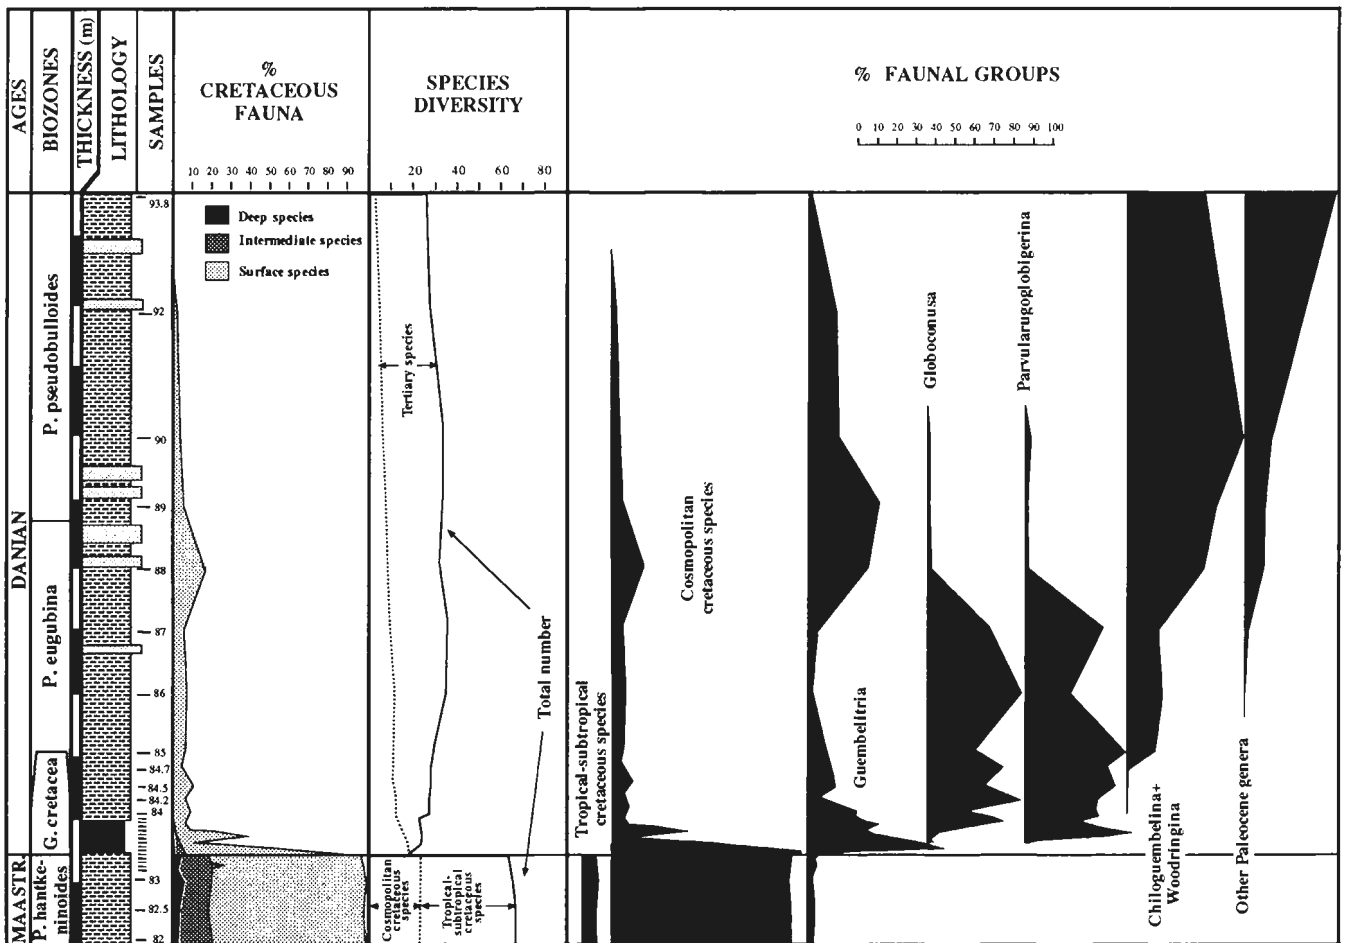 AGES
BIOZONES
THICKNESS (m)
LITHOLOGY
SAMPLES
%
CRETACEOUS
FAUNA
10 20 30 40 50 60 70 80 90
SPECIES
DIVERSITY
20 40 60 80
% FAUNAL GROUPS
0 10 20 30 40 50 60 70 80 90 100
DANIAN
MAASTR.
P. pseudobulloides
P. eugubina
G. cretacea
P. hantke-
ninoides
93.8
92
90
89
88
87
86
85
84.7
84.5
84.2
84
83
82.5
82
Deep species
Intermediate species
Surface species
Tertiary species
Total number
Cosmopolitan
cretaceous
species
Tropical-
subtropical
cretaceous
species
Tropical-subtropical
cretaceous species
Cosmopolitan
cretaceous species
Guembelitria
Globoconusa
Parvularugoglobigerina
Chiloguembelina+
Woodringina
Other Paleocene genera